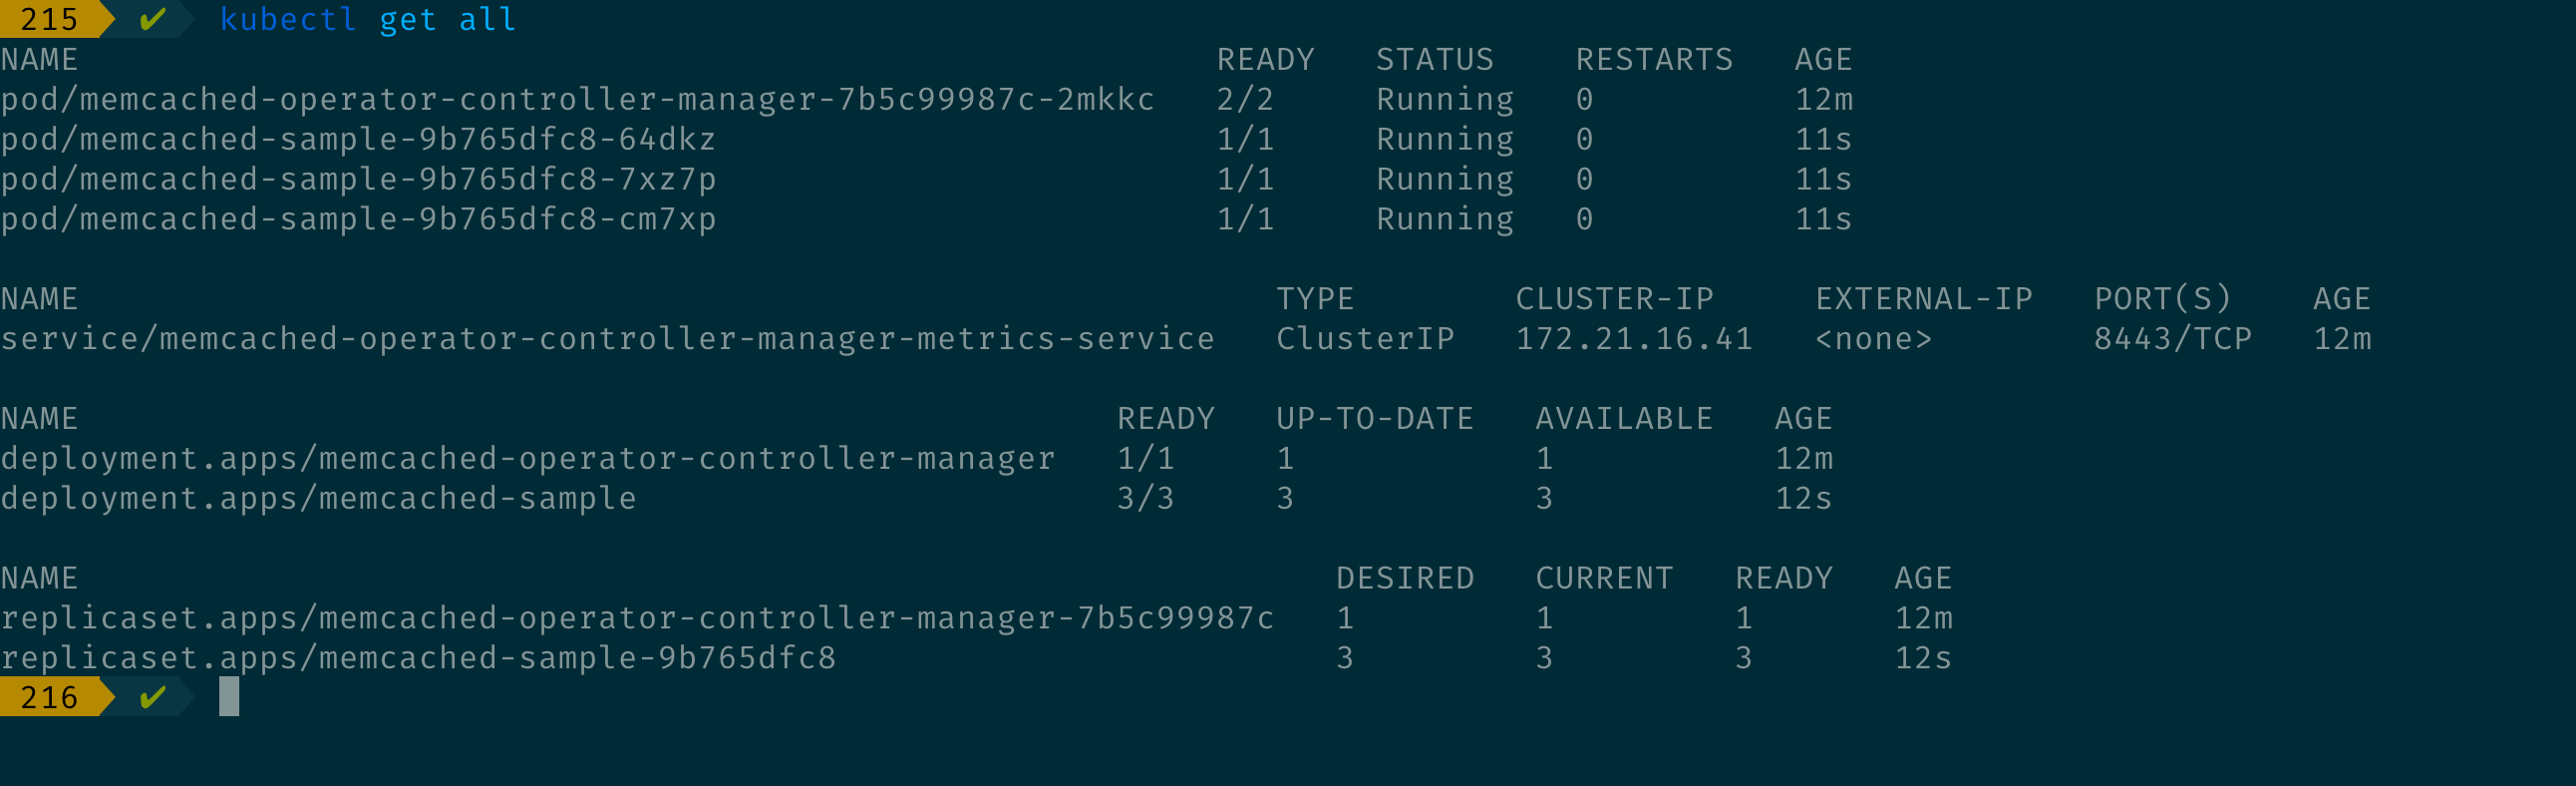 215 ✔ kubectl get all
NAME READY STATUS RESTARTS AGE
pod/memcached-operator-controller-manager-7b5c99987c-2mkkc 2/2 Running 0 12m
pod/memcached-sample-9b765dfc8-64dkz 1/1 Running 0 11s
pod/memcached-sample-9b765dfc8-7xz7p 1/1 Running 0 11s
pod/memcached-sample-9b765dfc8-cm7xp 1/1 Running 0 11s
NAME TYPE CLUSTER-IP EXTERNAL-IP PORT(S) AGE
service/memcached-operator-controller-manager-metrics-service ClusterIP 172.21.16.41 <none> 8443/TCP 12m
NAME READY UP-TO-DATE AVAILABLE AGE
deployment.apps/memcached-operator-controller-manager 1/1 1 1 12m
deployment.apps/memcached-sample 3/3 3 3 12s
NAME DESIRED CURRENT READY AGE
replicaset.apps/memcached-operator-controller-manager-7b5c99987c 1 1 1 12m
replicaset.apps/memcached-sample-9b765dfc8 3 3 3 12s
216 ✔